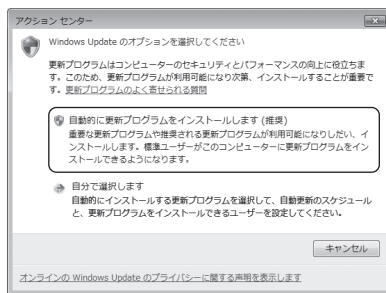 アクション センター
Windows Update のオプションを選択してください
更新プログラムはコンピューターのセキュリティとパフォーマンスの向上に役立ちま
す。このため、更新プログラムが利用可能になり次第、インストールすることが重要で
す。更新プログラムのよく寄せられる質問
自動的に更新プログラムをインストールします (推奨)
重要な更新プログラムや推奨される更新プログラムが利用可能になりしだい、イ
ンストールします。標準ユーザーがこのコンピューターに更新プログラムをイン
ストールできるようになります。
自分で選択します
自動的にインストールする更新プログラムを選択して、自動更新のスケジュール
と、更新プログラムをインストールできるユーザーを設定してください。
キャンセル
オンラインの Windows Update のプライバシーに関する声明を表示します